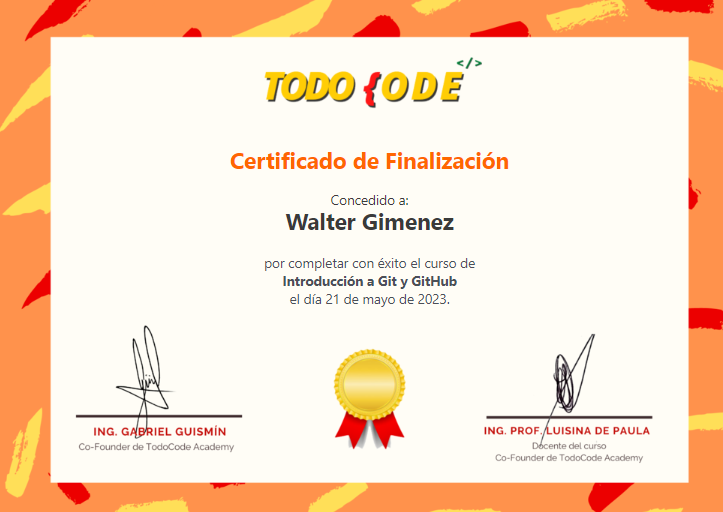 </>
TODO {ODE
Certificado de Finalización
Concedido a:
Walter Gimenez
por completar con éxito el curso de
Introducción a Git y GitHub
el día 21 de mayo de 2023.
ING. GABRIEL GUISMÍN
Co-Founder de TodoCode Academy
ING. PROF. LUISINA DE PAULA
Docente del curso
Co-Founder de TodoCode Academy